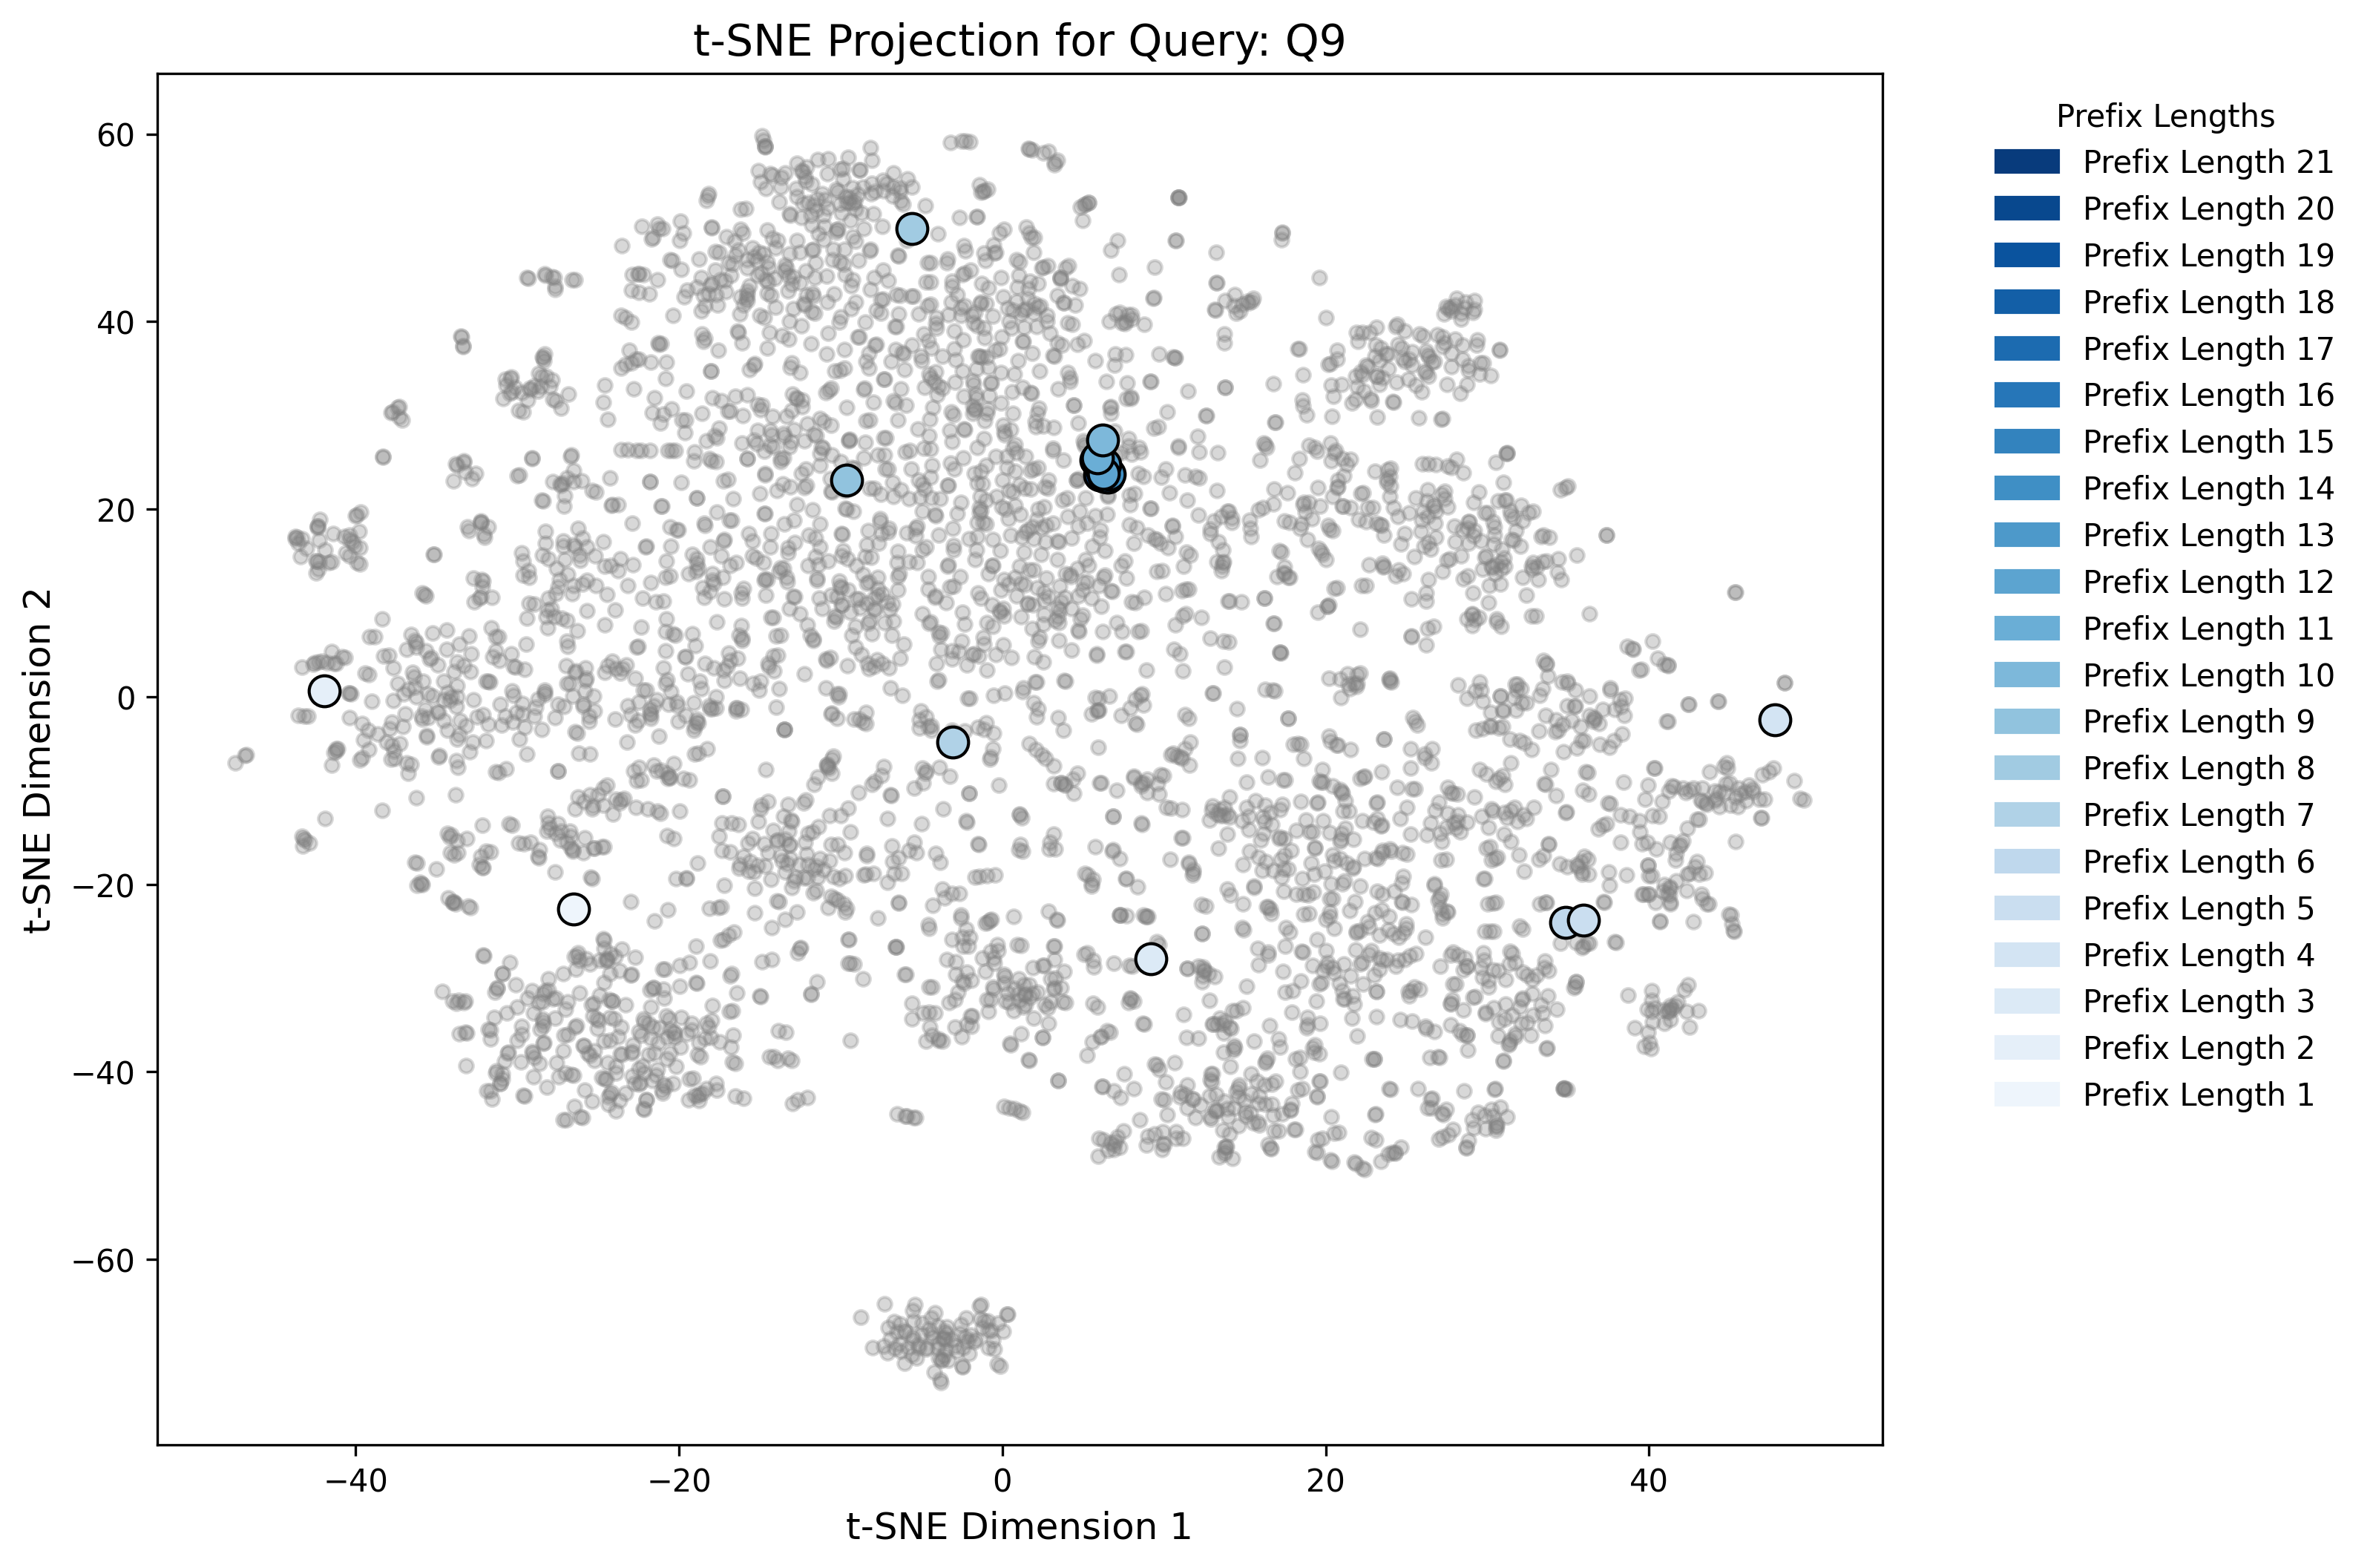 t-SNE Projection for Query: Q9
t-SNE Dimension 2
60
40
20
0
−20
−40
−60
−40
−20
0
20
40
t-SNE Dimension 1
Prefix Lengths
Prefix Length 21
Prefix Length 20
Prefix Length 19
Prefix Length 18
Prefix Length 17
Prefix Length 16
Prefix Length 15
Prefix Length 14
Prefix Length 13
Prefix Length 12
Prefix Length 11
Prefix Length 10
Prefix Length 9
Prefix Length 8
Prefix Length 7
Prefix Length 6
Prefix Length 5
Prefix Length 4
Prefix Length 3
Prefix Length 2
Prefix Length 1